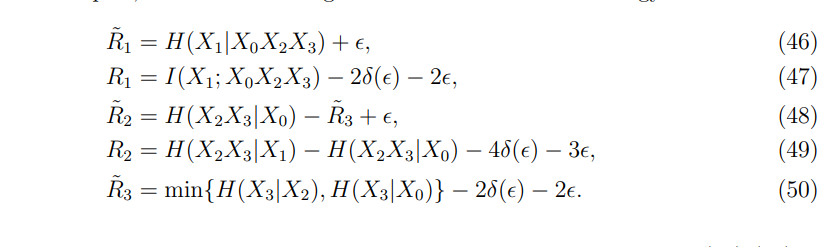 R̃₁ = H(X₁|X₀X₂X₃) + ϵ, (46)
R₁ = I(X₁; X₀X₂X₃) − 2δ(ϵ) − 2ϵ, (47)
R̃₂ = H(X₂X₃|X₀) − R̃₃ + ϵ, (48)
R₂ = H(X₂X₃|X₁) − H(X₂X₃|X₀) − 4δ(ϵ) − 3ϵ, (49)
R̃₃ = min{H(X₃|X₂), H(X₃|X₀)} − 2δ(ϵ) − 2ϵ. (50)